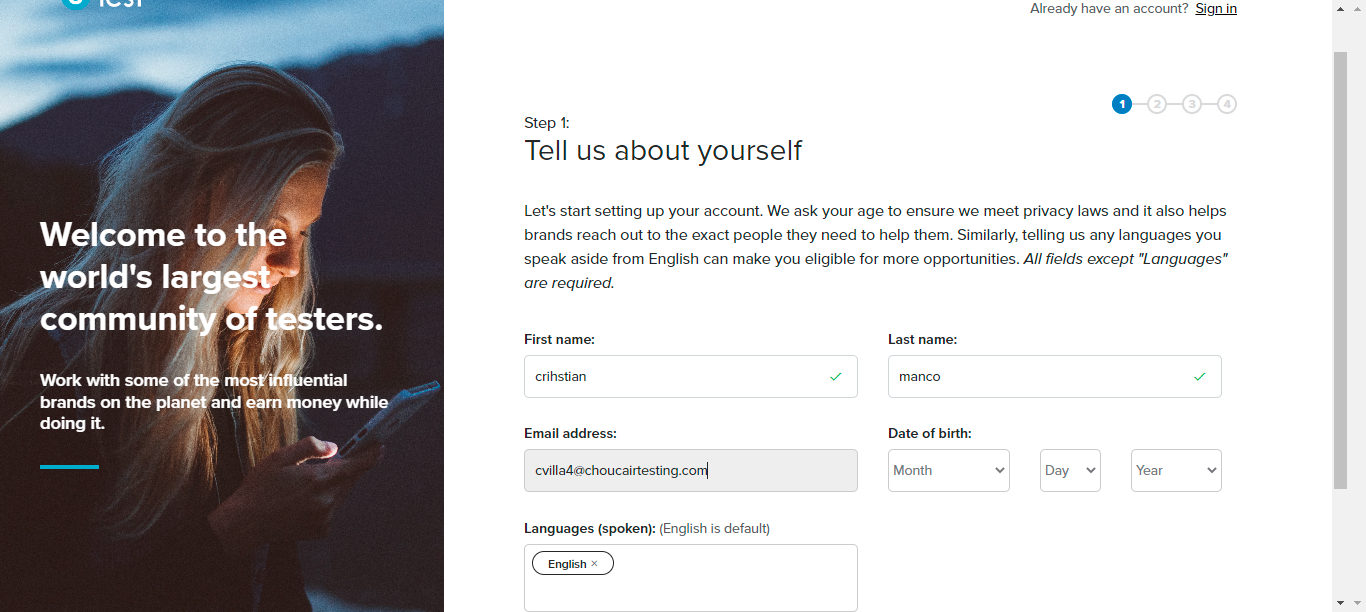 Already have an account? Sign in
1 2 3 4
Step 1:
Tell us about yourself
Let's start setting up your account. We ask your age to ensure we meet privacy laws and it also helps
brands reach out to the exact people they need to help them. Similarly, telling us any languages you
speak aside from English can make you eligible for more opportunities. All fields except "Languages"
are required.
Welcome to the
world's largest
community of testers.
Work with some of the most influential
brands on the planet and earn money while
doing it.
First name:
Last name:
crihstian
manco
Email address:
Date of birth:
cvilla4@choucairtesting.com
Month
Day
Year
Languages (spoken): (English is default)
English ×